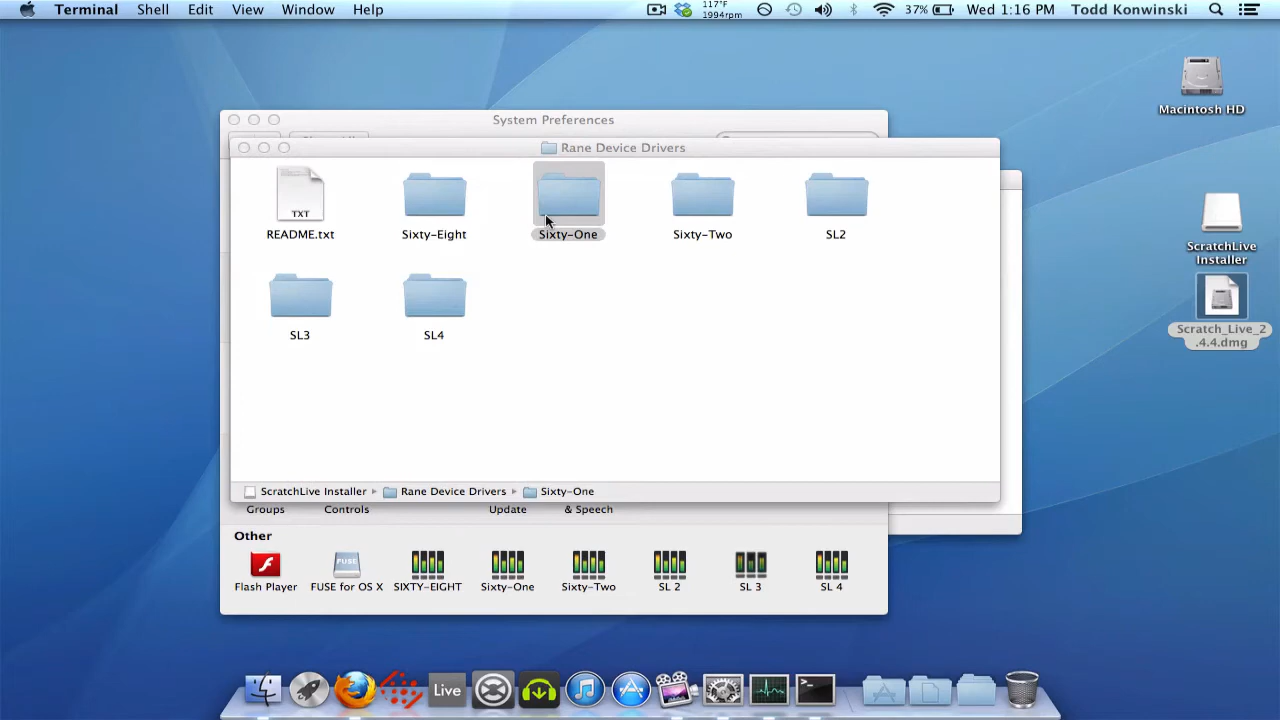 Terminal Shell Edit View Window Help 117°F 1994rpm 37% Wed 1:16 PM Todd Konwinski
Macintosh HD
System Preferences
Rane Device Drivers
TXT
README.txt Sixty-Eight Sixty-One Sixty-Two SL2
ScratchLive
Installer
SL3 SL4
Scratch_Live_2
.4.4.dmg
ScratchLive Installer ▸ Rane Device Drivers ▸ Sixty-One
Groups Controls Update & Speech
Other
FUSE
Flash Player FUSE for OS X SIXTY-EIGHT Sixty-One Sixty-Two SL 2 SL 3 SL 4
Live